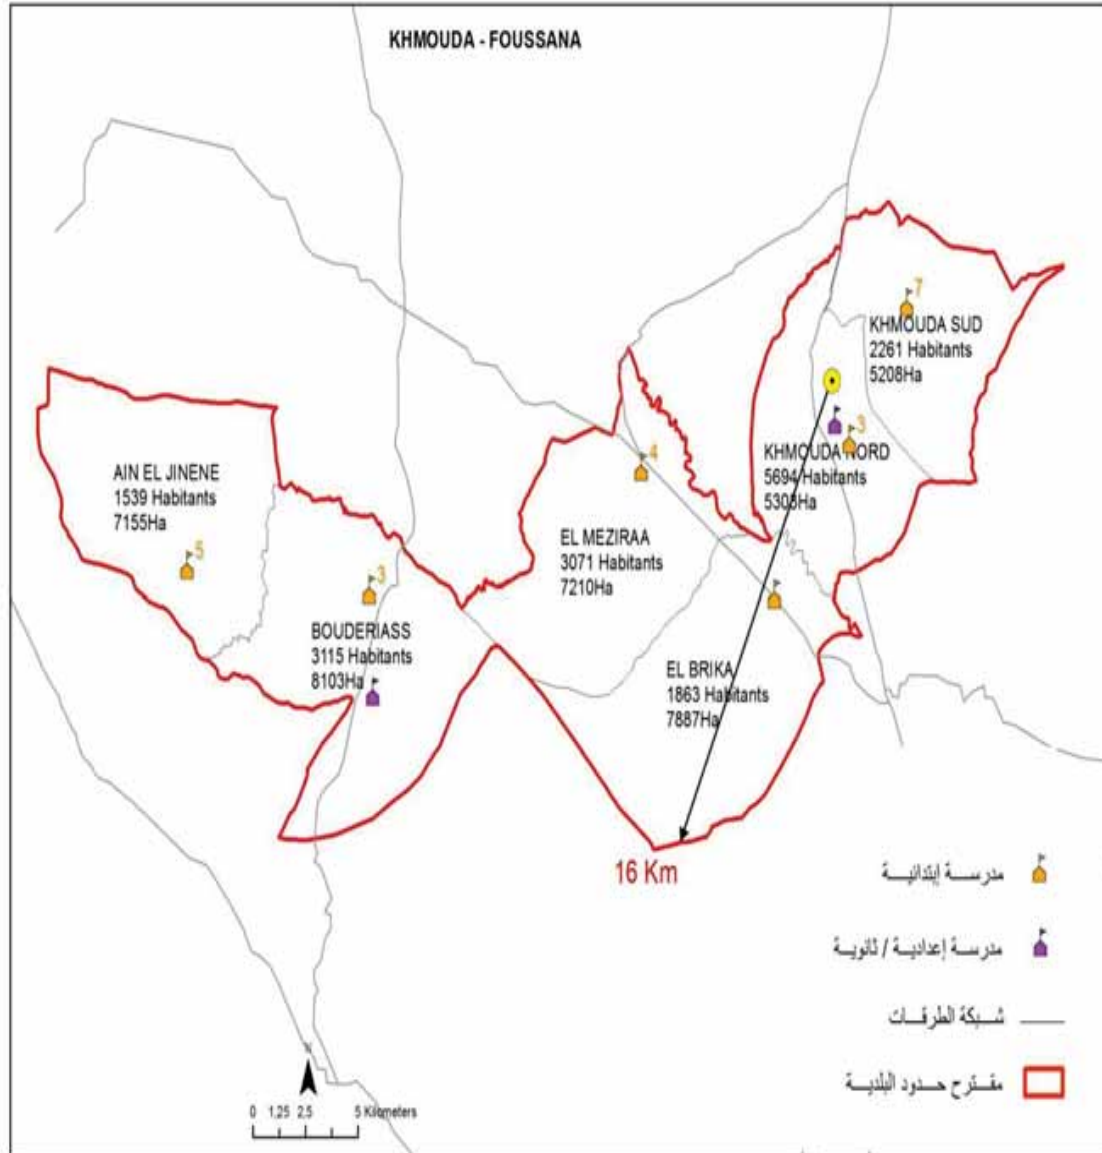 KHMOUDA - FOUSSANA
7
KHMOUDA SUD
2261 Habitants
5208Ha
3
KHMOUDA NORD
5694 Habitants
4
AIN EL JINENE
1539 Habitants
7155Ha
5
EL MEZIRAA
3071 Habitants
7210Ha
3
BOUDERIASS
3115 Habitants
8103Ha
EL BRIKA
1863 Habitants
7887Ha
16 Km
مدرسة إبتدائية
مدرسة إعدادية / ثانوية
شبكة الطرقات
مقترح حدود البلدية
N
0 1,25 2,5 5 Kilometers